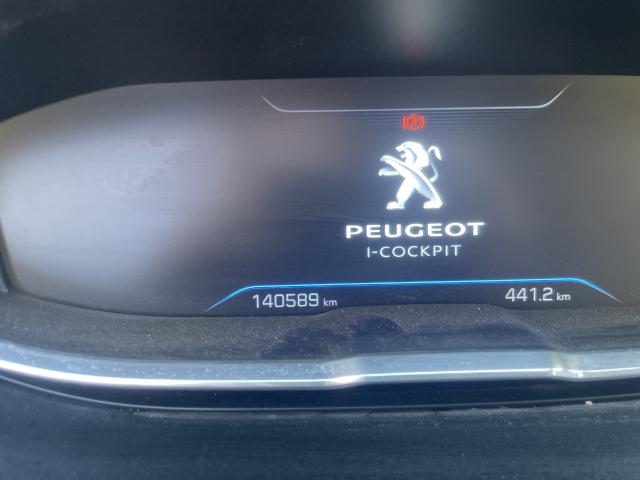 (P)
PEUGEOT
I-COCKPIT
140589 km 441.2 km